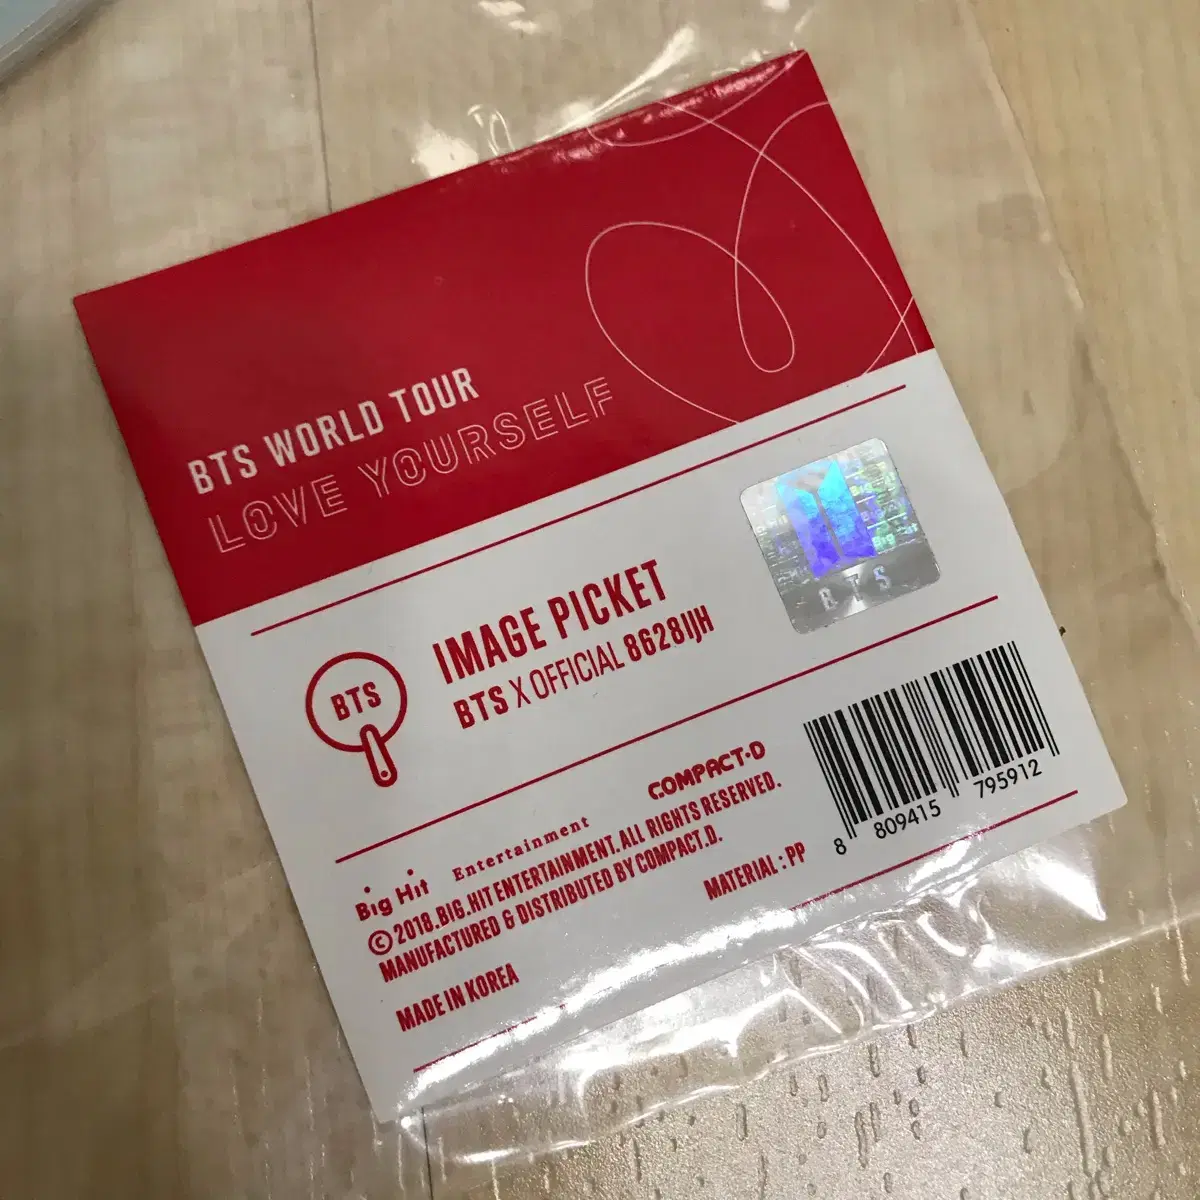 BTS WORLD TOUR
LOVE YOURSELF
BTS
IMAGE PICKET
BTS X OFFICIAL 8628IJH
BTS
Big Hit Entertainment
COMPACT·D
© 2018. BIG.HIT ENTERTAINMENT. ALL RIGHTS RESERVED.
MANUFACTURED & DISTRIBUTED BY COMPACT.D.
MADE IN KOREA
MATERIAL : PP
8 809415 795912